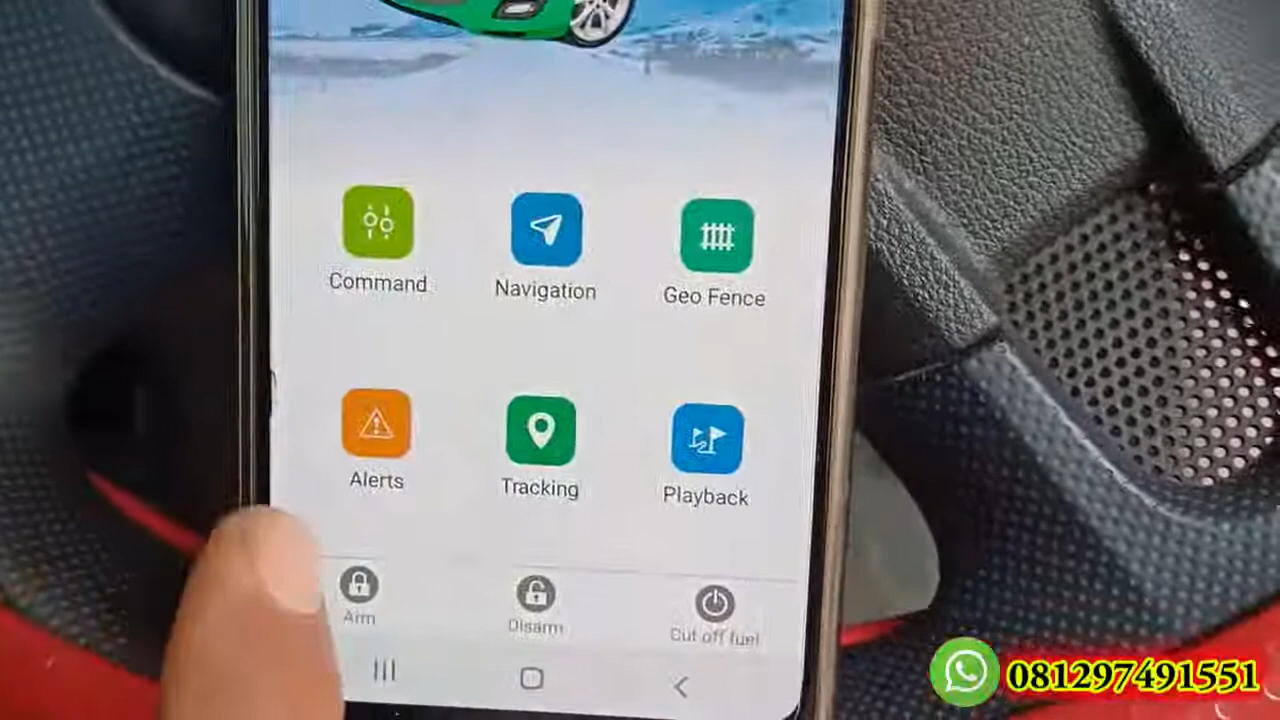 Command
Navigation
Geo Fence
Alerts
Tracking
Playback
Arm
Disarm
Cut off fuel
081297491551